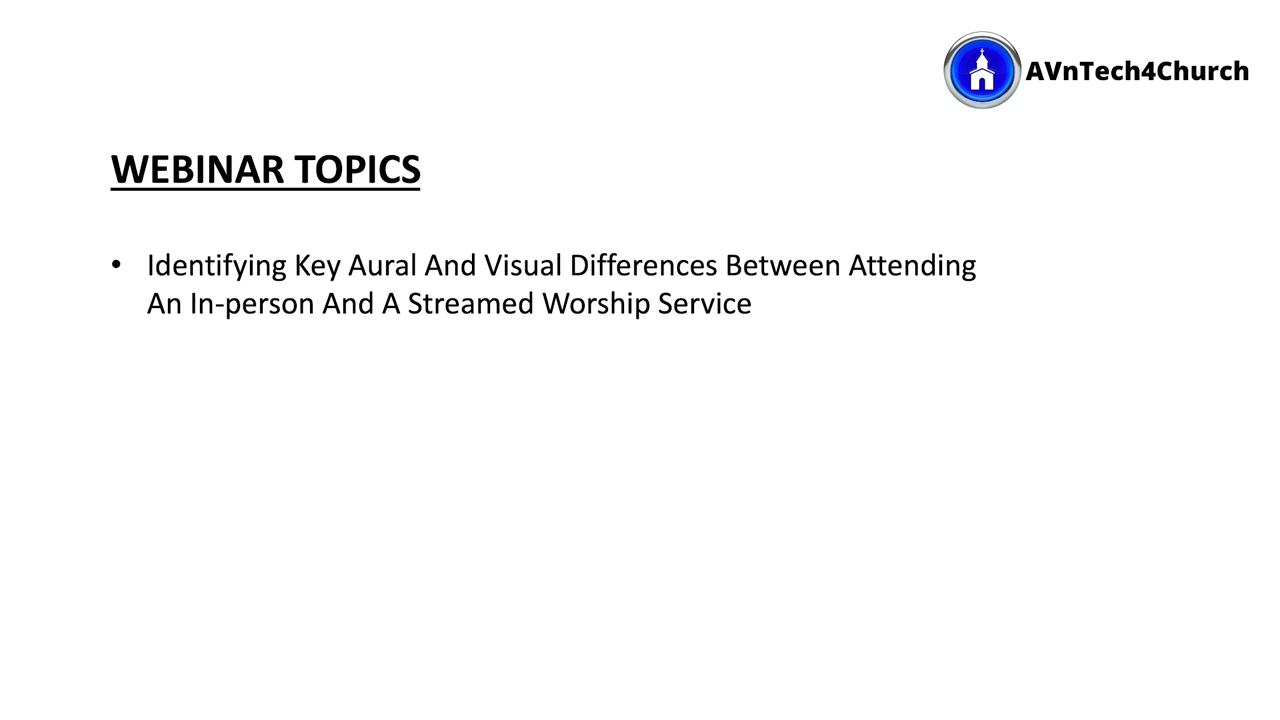 AVnTech4Church
WEBINAR TOPICS
• Identifying Key Aural And Visual Differences Between Attending
An In-person And A Streamed Worship Service